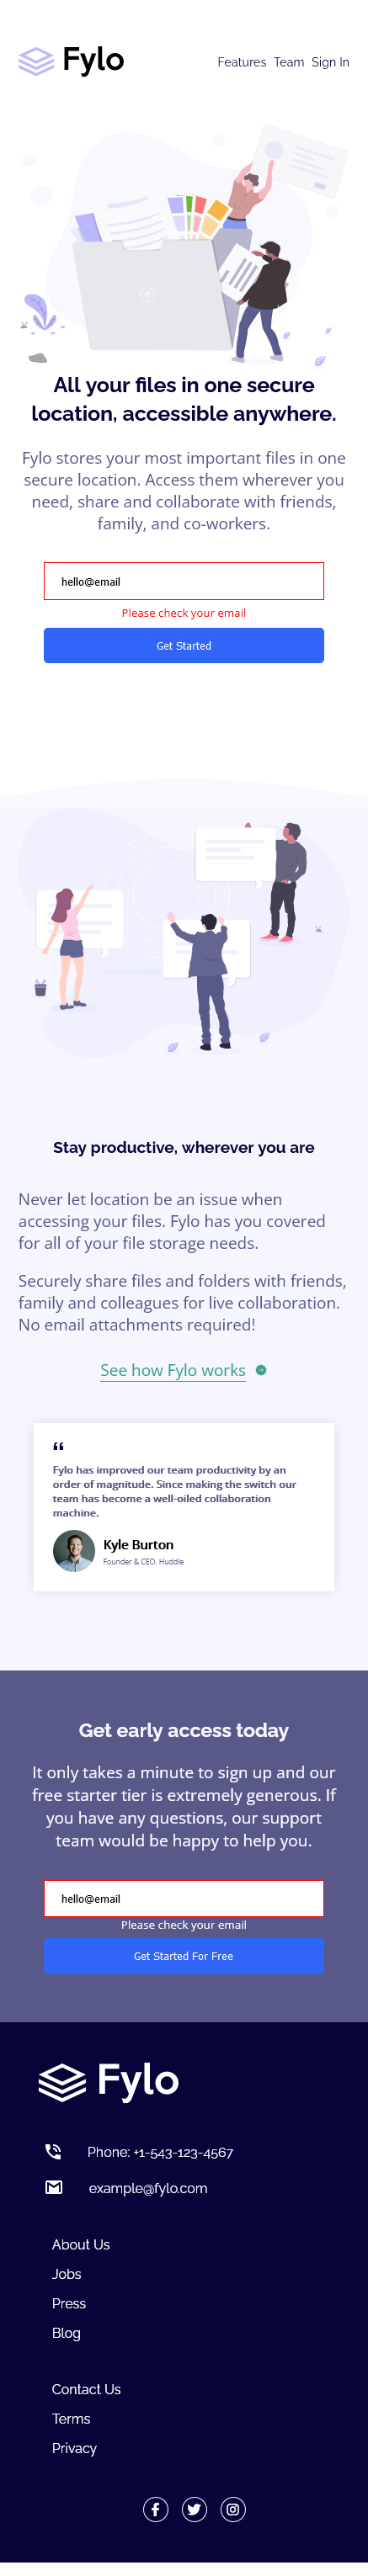 Fylo
Features Team Sign In
All your files in one secure
location, accessible anywhere.
Fylo stores your most important files in one
secure location. Access them wherever you
need, share and collaborate with friends,
family, and co-workers.
hello@email
Please check your email
Get Started
Stay productive, wherever you are
Never let location be an issue when
accessing your files. Fylo has you covered
for all of your file storage needs.
Securely share files and folders with friends,
family and colleagues for live collaboration.
No email attachments required!
See how Fylo works
“
Fylo has improved our team productivity by an
order of magnitude. Since making the switch our
team has become a well-oiled collaboration
machine.
Kyle Burton
Founder & CEO, Huddle
Get early access today
It only takes a minute to sign up and our
free starter tier is extremely generous. If
you have any questions, our support
team would be happy to help you.
hello@email
Please check your email
Get Started For Free
Fylo
Phone: +1-543-123-4567
example@fylo.com
About Us
Jobs
Press
Blog
Contact Us
Terms
Privacy